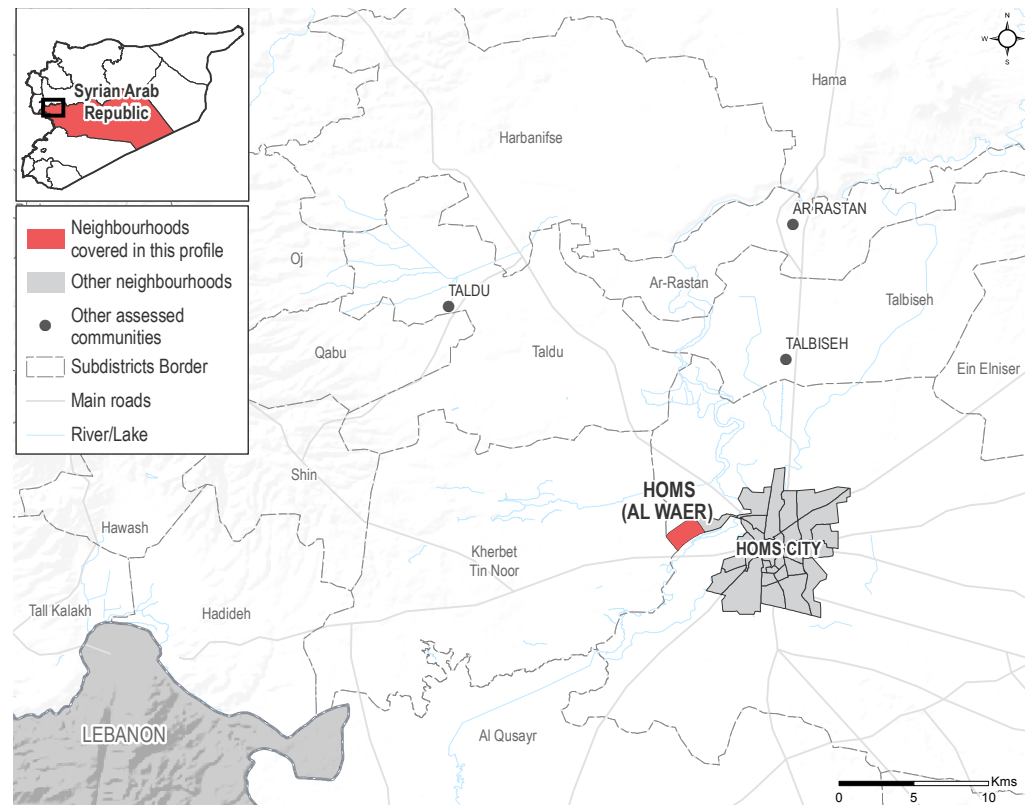 Syrian Arab
Republic
Neighbourhoods
covered in this profile
Other neighbourhoods
Other assessed
communities
Subdistricts Border
Main roads
River/Lake
N
W
E
S
Hama
Harbanifse
AR-RASTAN
Oj
Ar-Rastan
TALDU
Talbiseh
Qabu
Taldu
TALBISEH
Ein Elniser
Shin
HOMS
(AL WAER)
Hawash
HOMS CITY
Kherbet
Tin Noor
Tall Kalakh
Hadideh
LEBANON
Al Qusayr
Kms
0
5
10